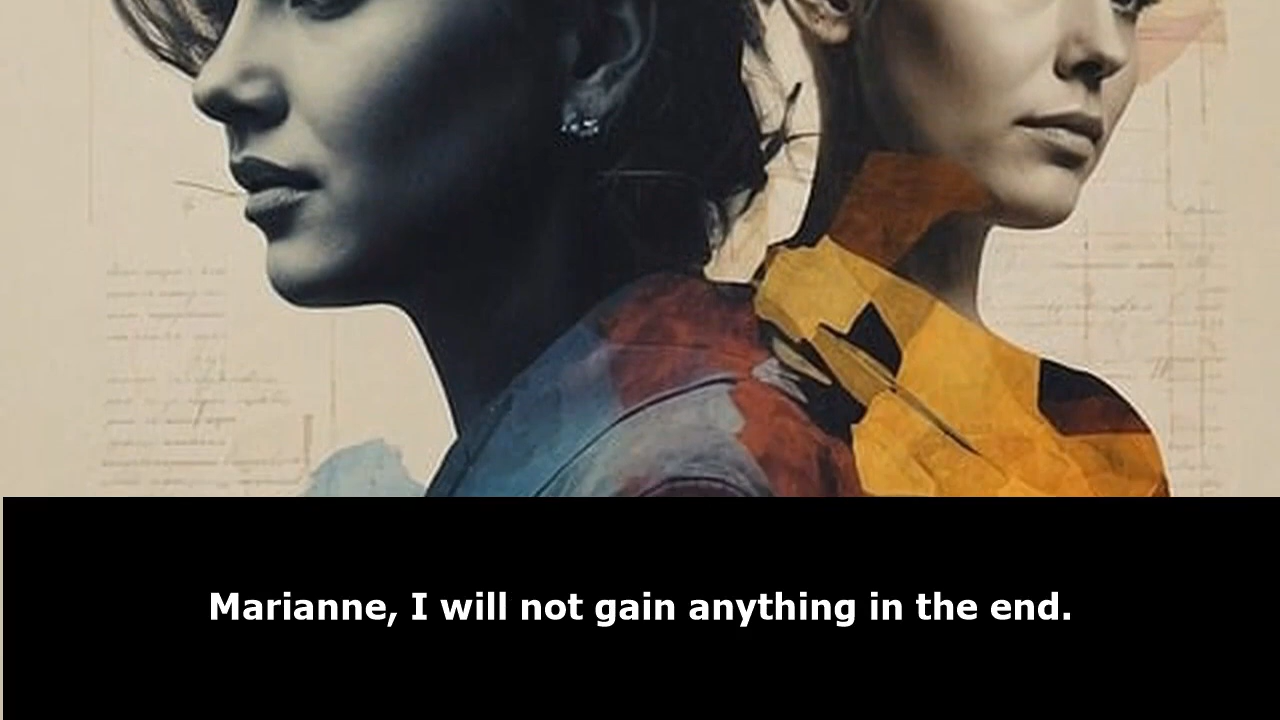 Marianne, I will not gain anything in the end.